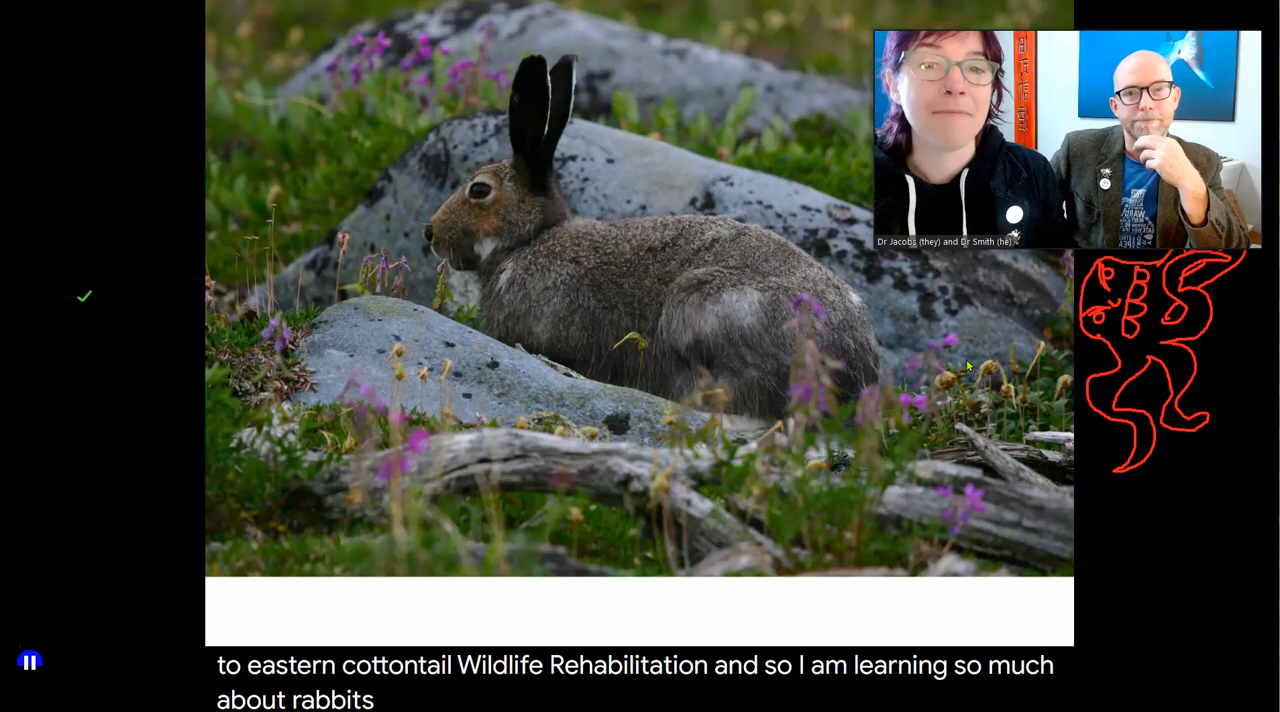 Dr Jacobs (they) and Dr Smith (he)
to eastern cottontail Wildlife Rehabilitation and so I am learning so much
about rabbits